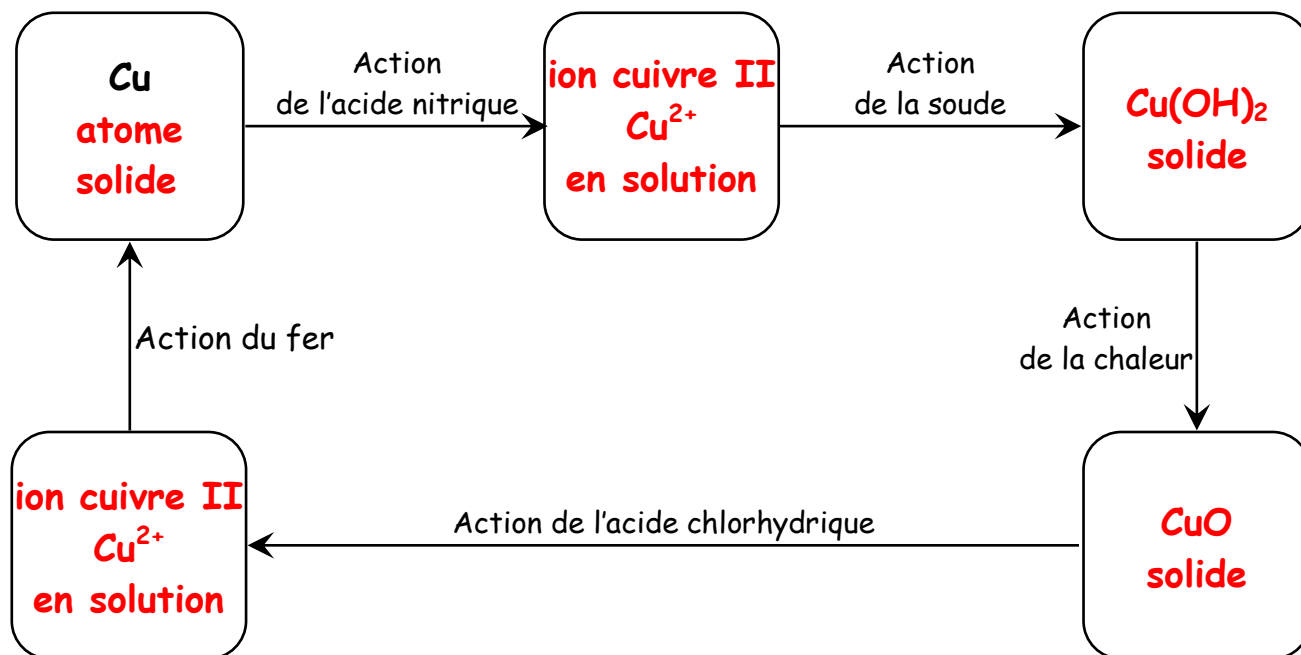 Cu
atome
solide
Action
de l'acide nitrique
ion cuivre II
Cu²⁺
en solution
Action
de la soude
Cu(OH)₂
solide
Action
de la chaleur
CuO
solide
Action de l'acide chlorhydrique
ion cuivre II
Cu²⁺
en solution
Action du fer